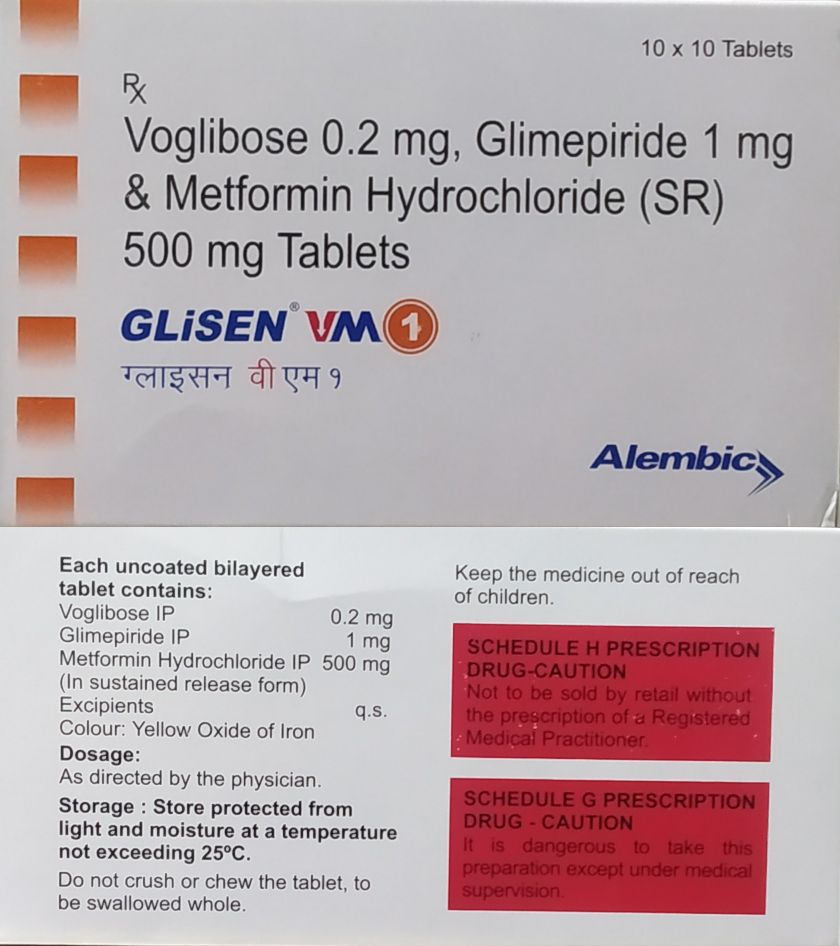 10 x 10 Tablets
Rx
Voglibose 0.2 mg, Glimepiride 1 mg
& Metformin Hydrochloride (SR)
500 mg Tablets
GLiSEN® VM 1
ग्लाइसन वी एम १
Alembic
Each uncoated bilayered
tablet contains:
Voglibose IP 0.2 mg
Glimepiride IP 1 mg
Metformin Hydrochloride IP 500 mg
(In sustained release form)
Excipients q.s.
Colour: Yellow Oxide of Iron
Dosage:
As directed by the physician.
Storage : Store protected from
light and moisture at a temperature
not exceeding 25ºC.
Do not crush or chew the tablet, to
be swallowed whole.
Keep the medicine out of reach
of children.
SCHEDULE H PRESCRIPTION
DRUG-CAUTION
Not to be sold by retail without
the prescription of a Registered
Medical Practitioner.
SCHEDULE G PRESCRIPTION
DRUG - CAUTION
It is dangerous to take this
preparation except under medical
supervision.